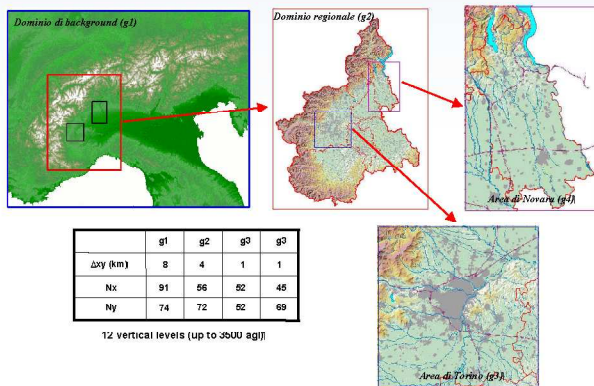 Dominio di background (g1)
Dominio regionale (g2)
Area di Novara (g4)
g1 g2 g3 g3
Δxy (km) 8 4 1 1
Nx 91 56 52 45
Ny 74 72 52 69
12 vertical levels (up to 3500 agl)
Area di Torino (g3)